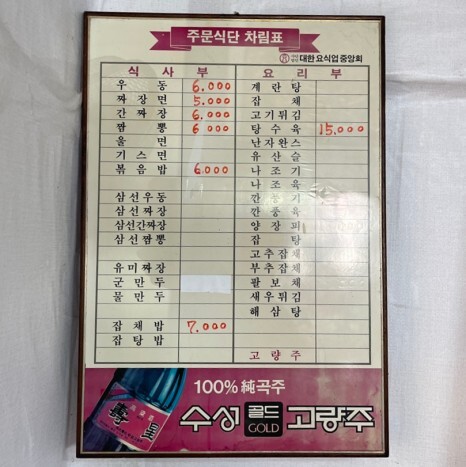 주문식단 차림표
대한요식업중앙회
식 사 부
우 동 6.000
짜 장 면 5.000
간 짜 장 6.000
짬 뽕 6 000
울 면
기 스 면
볶 음 밥 6.000
삼 선 우 동
삼 선 짜 장
삼선간짜장
삼 선 짬 뽕
유 미 짜 장
군 만 두
물 만 두
잡 채 밥 7.000
잡 탕 밥
요 리 부
계 란 탕
잡 채
고 기 튀 김
탕 수 육 15.000
난 자 완 스
유 산 슬
나 조 기
나 조 육
깐 풍 기
깐 풍 육
양 장 피
잡 탕
고 추 잡 채
부 추 잡 채
팔 보 채
새 우 튀 김
해 삼 탕
고 량 주
100% 純곡주
수성 골드 GOLD 고량주